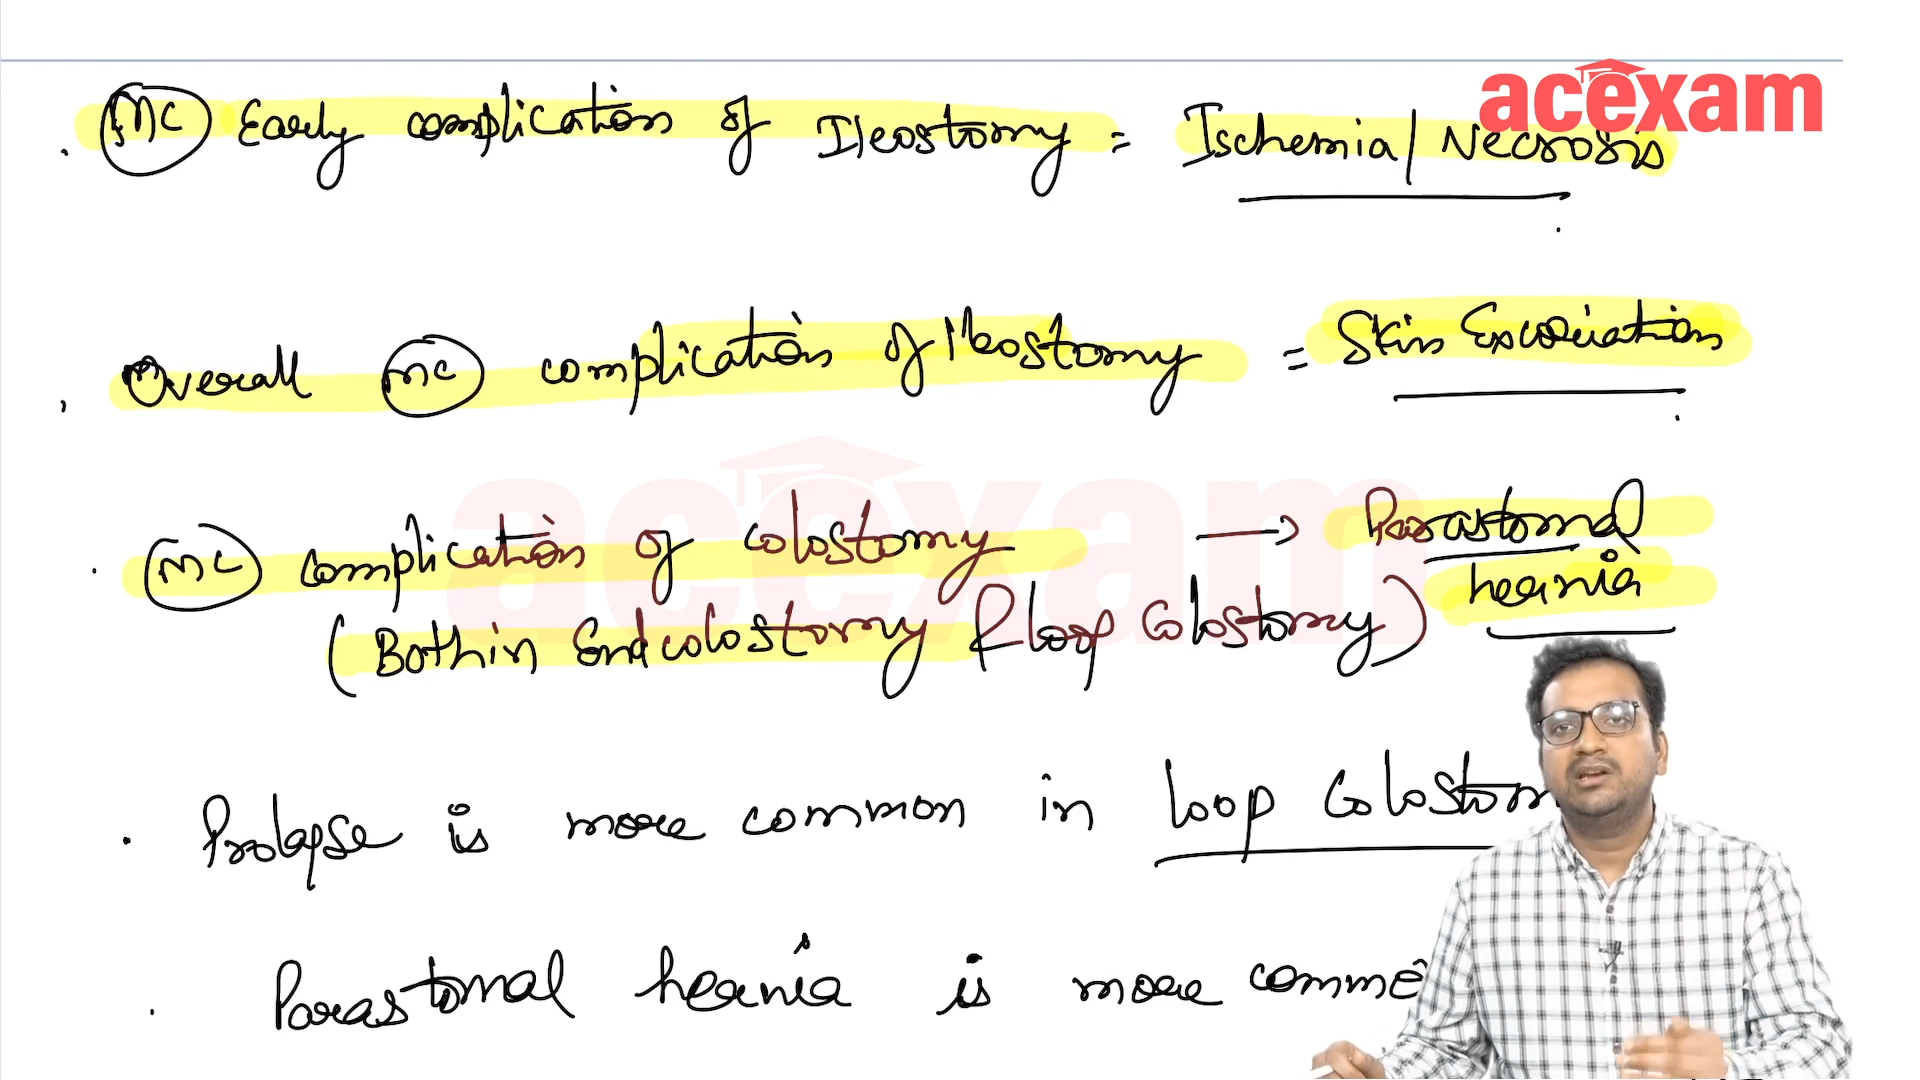 acexam
MC Early complication of Ileostomy = Ischemia/Necrosis
Overall MC complication of Ileostomy = Skin Excoriation
acexam
MC complication of colostomy → Parastomal
hernia
(Both in End colostomy & loop Colostomy)
Prolapse is more common in loop Colostom
Parastomal hernia is more comm